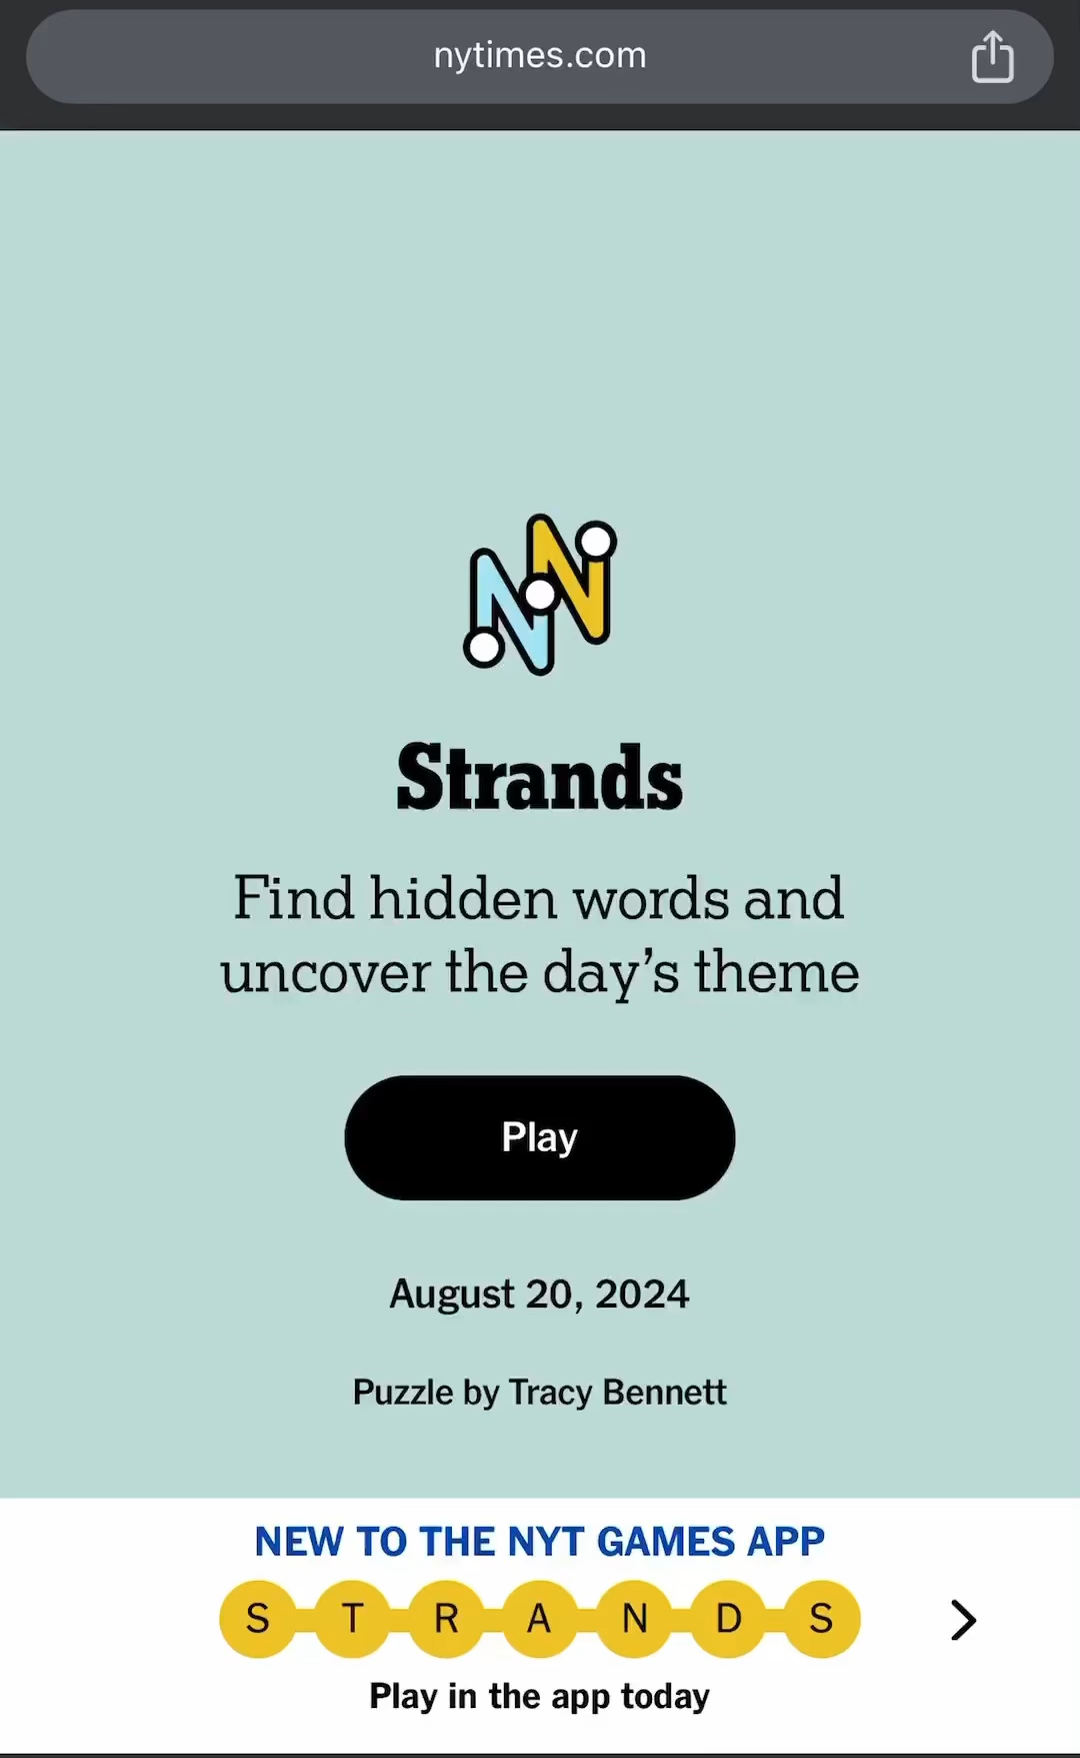 nytimes.com
Strands
Find hidden words and
uncover the day’s theme
Play
August 20, 2024
Puzzle by Tracy Bennett
NEW TO THE NYT GAMES APP
STRANDS
Play in the app today